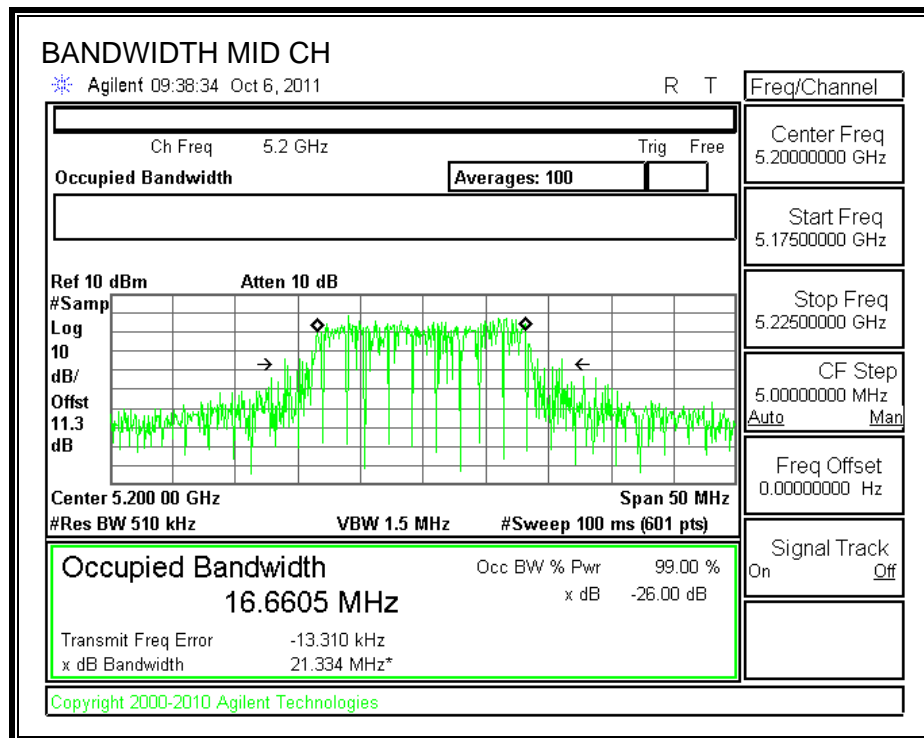 BANDWIDTH MID CH
Agilent 09:38:34 Oct 6, 2011 R T
Freq/Channel
Ch Freq 5.2 GHz Trig Free
Occupied Bandwidth Averages: 100
Center Freq
5.20000000 GHz
Start Freq
5.17500000 GHz
Stop Freq
5.22500000 GHz
CF Step
5.00000000 MHz
Auto Man
Freq Offset
0.00000000 Hz
Signal Track
On Off
Ref 10 dBm Atten 10 dB
#Samp
Log
10
dB/
Offst
11.3
dB
Center 5.200 00 GHz Span 50 MHz
#Res BW 510 kHz VBW 1.5 MHz #Sweep 100 ms (601 pts)
Occupied Bandwidth Occ BW % Pwr 99.00 %
16.6605 MHz x dB -26.00 dB
Transmit Freq Error -13.310 kHz
x dB Bandwidth 21.334 MHz*
Copyright 2000-2010 Agilent Technologies